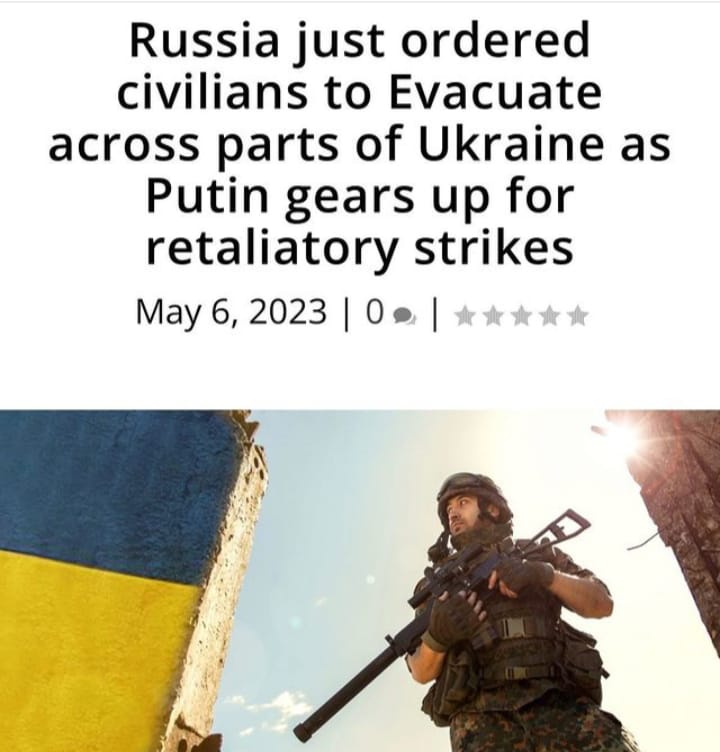 Russia just ordered
civilians to Evacuate
across parts of Ukraine as
Putin gears up for
retaliatory strikes
May 6, 2023 | 0 |